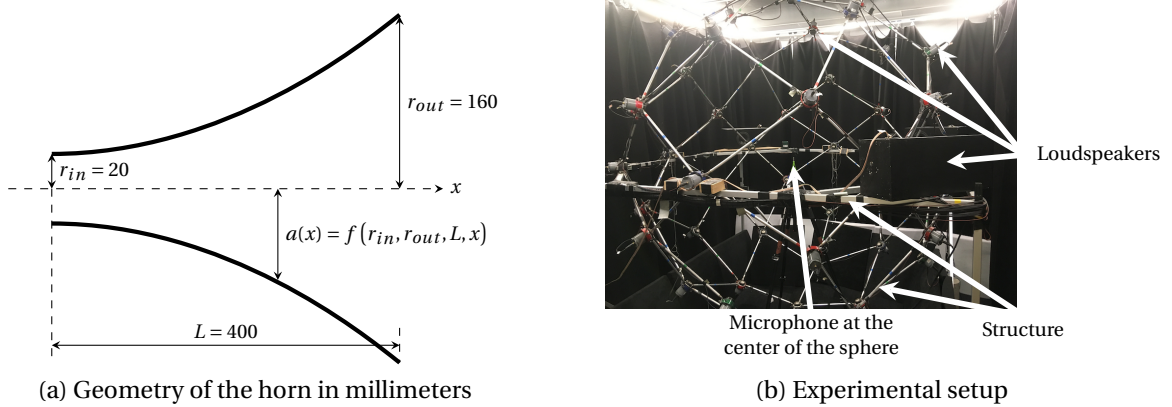 r_out = 160
r_in = 20
x
a(x) = f (r_in, r_out, L, x)
L = 400
(a) Geometry of the horn in millimeters
Loudspeakers
Microphone at the
center of the sphere
Structure
(b) Experimental setup